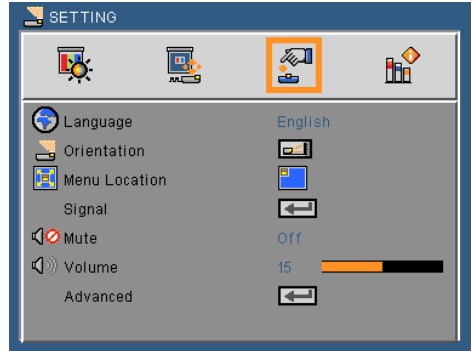 SETTING
Language English
Orientation
Menu Location
Signal
Mute Off
Volume 15
Advanced